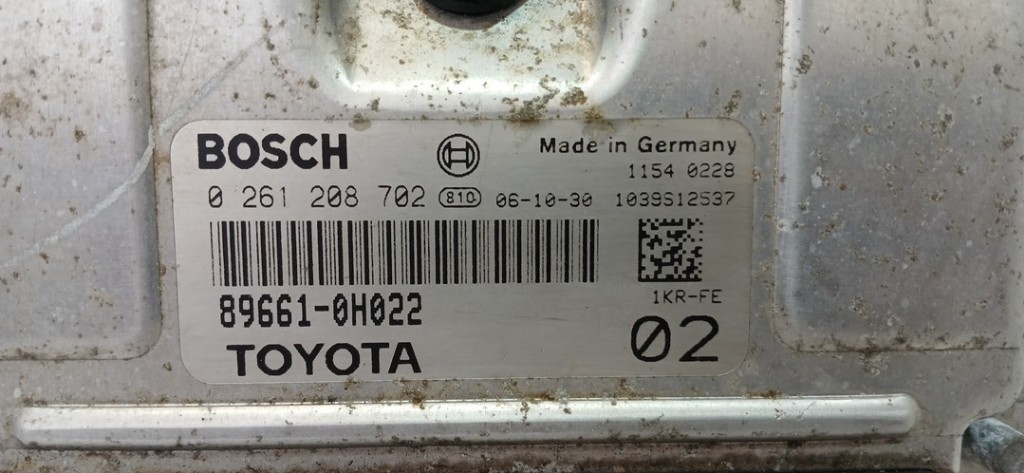 BOSCH
Made in Germany
1154 0228
0 261 208 702 810 06-10-30 1039S12537
89661-0H022
1KR-FE
TOYOTA
02